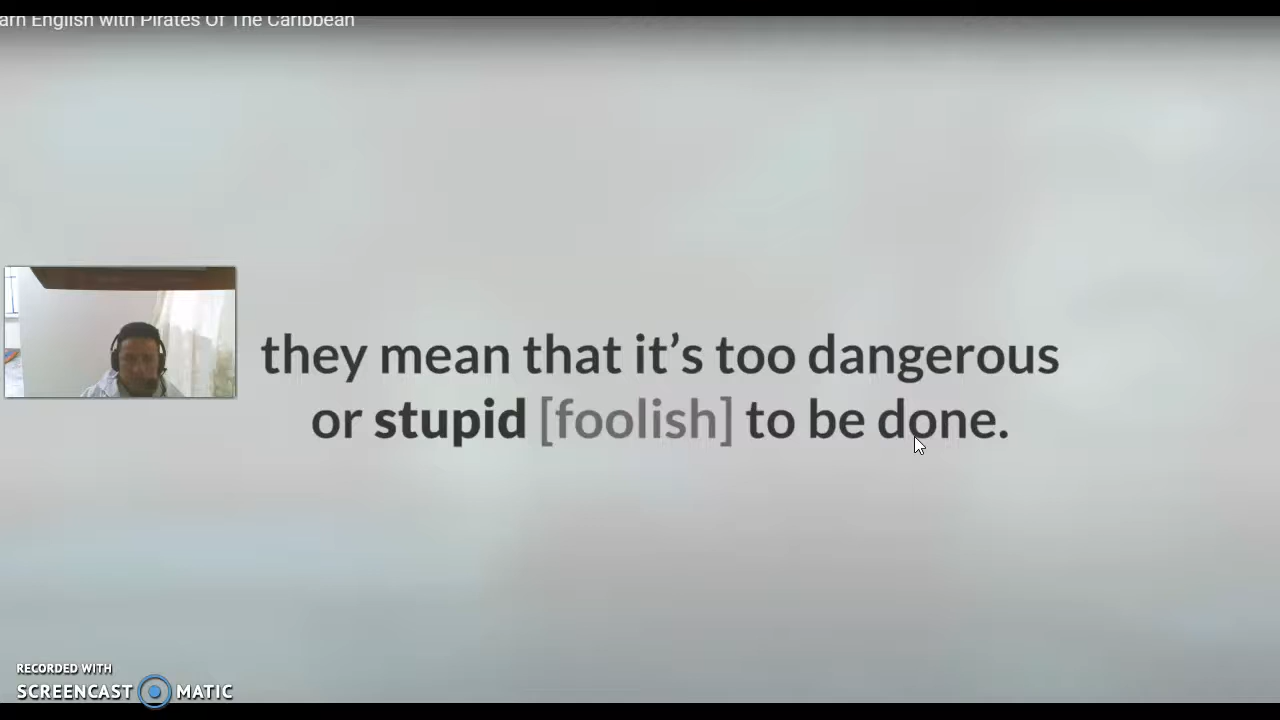 arn English with Pirates Of The Caribbean
they mean that it's too dangerous
or stupid [foolish] to be done.
RECORDED WITH
SCREENCAST MATIC